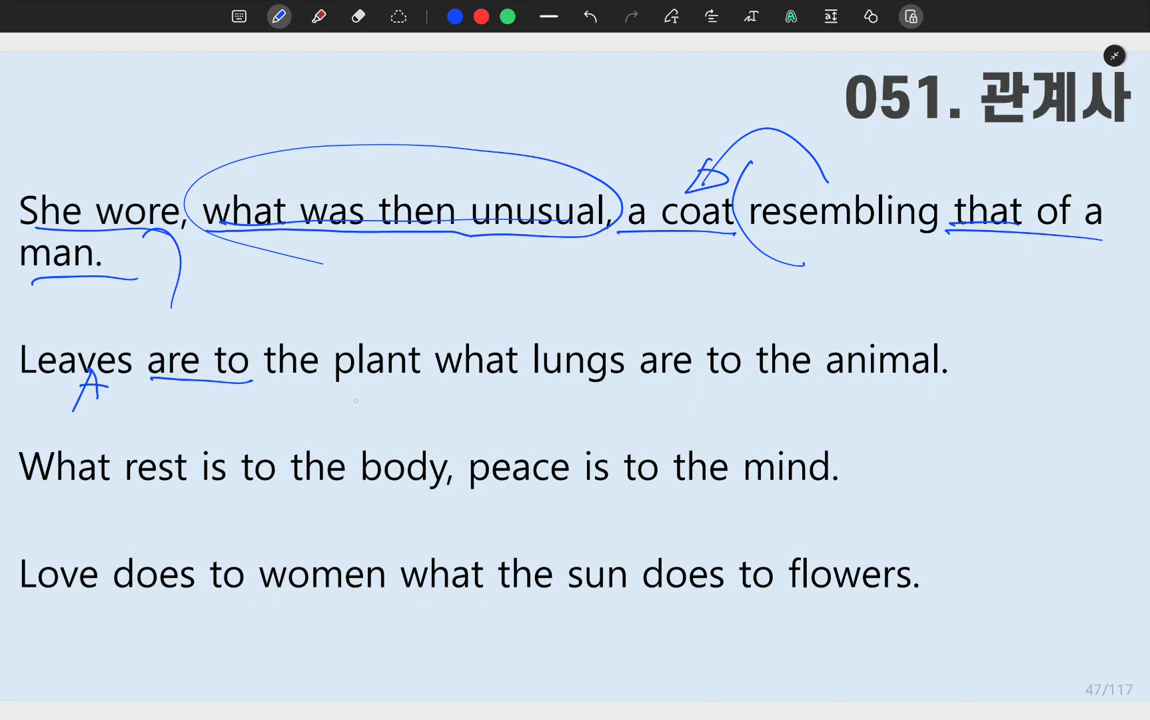 051. 관계사
She wore, what was then unusual, a coat resembling that of a
man.
Leaves are to the plant what lungs are to the animal.
A
What rest is to the body, peace is to the mind.
Love does to women what the sun does to flowers.
47/117